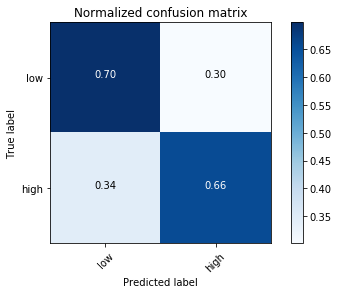 Normalized confusion matrix
True label
low
0.70
0.30
high
0.34
0.66
low
high
Predicted label
0.65
0.60
0.55
0.50
0.45
0.40
0.35